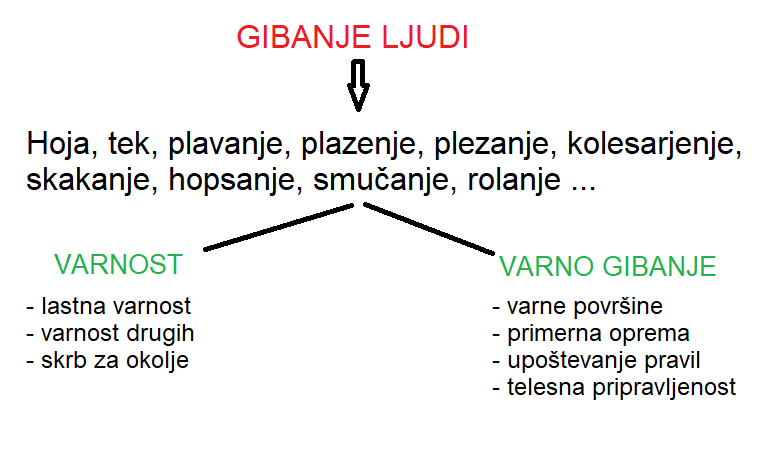 GIBANJE LJUDI
Hoja, tek, plavanje, plazenje, plezanje, kolesarjenje,
skakanje, hopsanje, smučanje, rolanje ...
VARNOST
- lastna varnost
- varnost drugih
- skrb za okolje
VARNO GIBANJE
- varne površine
- primerna oprema
- upoštevanje pravil
- telesna pripravljenost